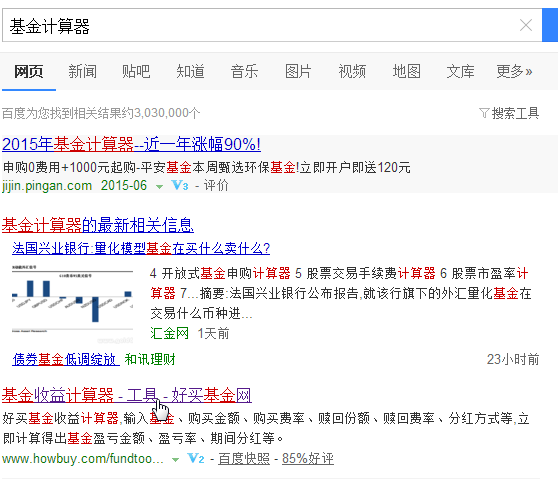 基金计算器
网页 新闻 贴吧 知道 音乐 图片 视频 地图 文库 更多»
百度为您找到相关结果约3,030,000个 搜索工具
2015年基金计算器--近一年涨幅90%!
申购0费用+1000元起购-平安基金本周甄选环保基金!立即开户即送120元
jijin.pingan.com 2015-06 V3 - 评价
基金计算器的最新相关信息
法国兴业银行:量化模型基金在买什么卖什么?
4 开放式基金申购计算器 5 股票交易手续费计算器 6 股票市盈率计
算器 7...摘要:法国兴业银行公布报告,就该行旗下的外汇量化基金在
交易什么币种进...
汇金网 1天前
债券基金低调绽放 和讯理财 23小时前
基金收益计算器 - 工具 - 好买基金网
好买基金收益计算器,输入基金、购买金额、购买费率、赎回份额、赎回费率、分红方式等,立
即计算得出基金盈亏金额、盈亏率、期间分红等。
www.howbuy.com/fundtoo... V2 - 百度快照 - 85%好评